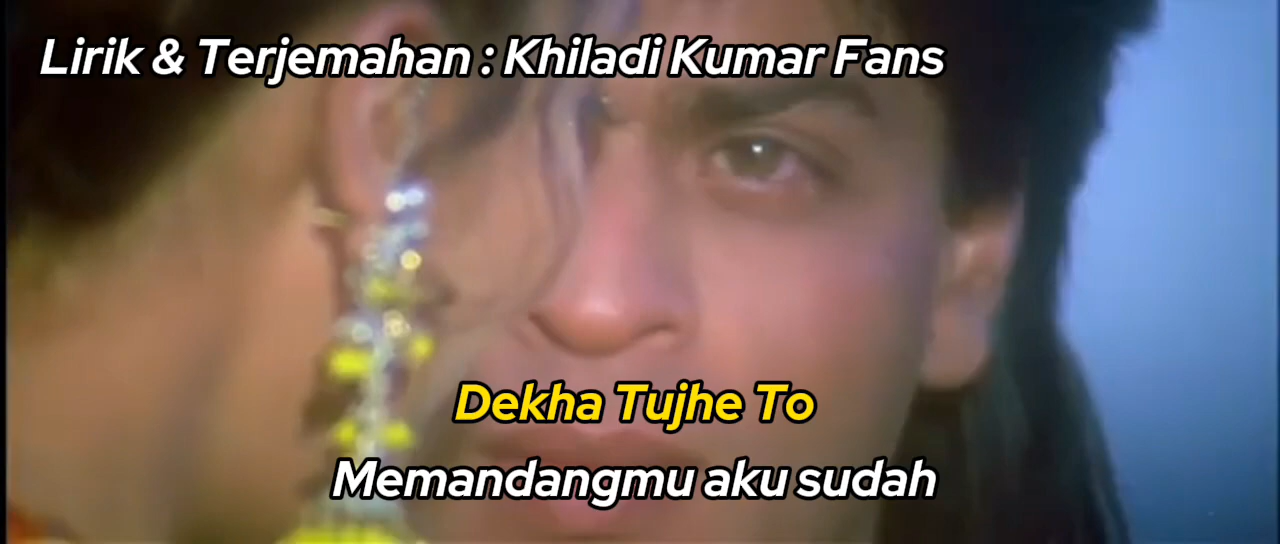 Lirik & Terjemahan : Khiladi Kumar Fans
Dekha Tujhe To
Memandangmu aku sudah